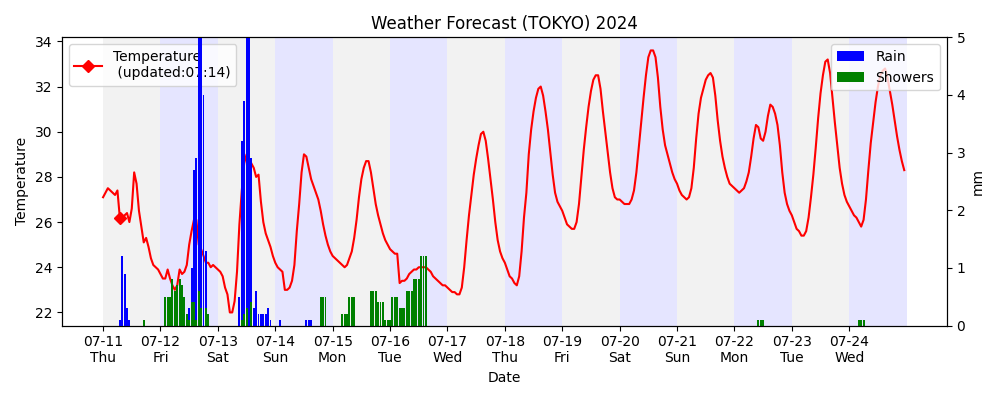 Weather Forecast (TOKYO) 2024
Temperature
(updated:07:14)
Rain
Showers
34
32
30
28
26
24
22
Temperature
5
4
3
2
1
0
mm
07-11 07-12 07-13 07-14 07-15 07-16 07-17 07-18 07-19 07-20 07-21 07-22 07-23 07-24
Thu Fri Sat Sun Mon Tue Wed Thu Fri Sat Sun Mon Tue Wed
Date